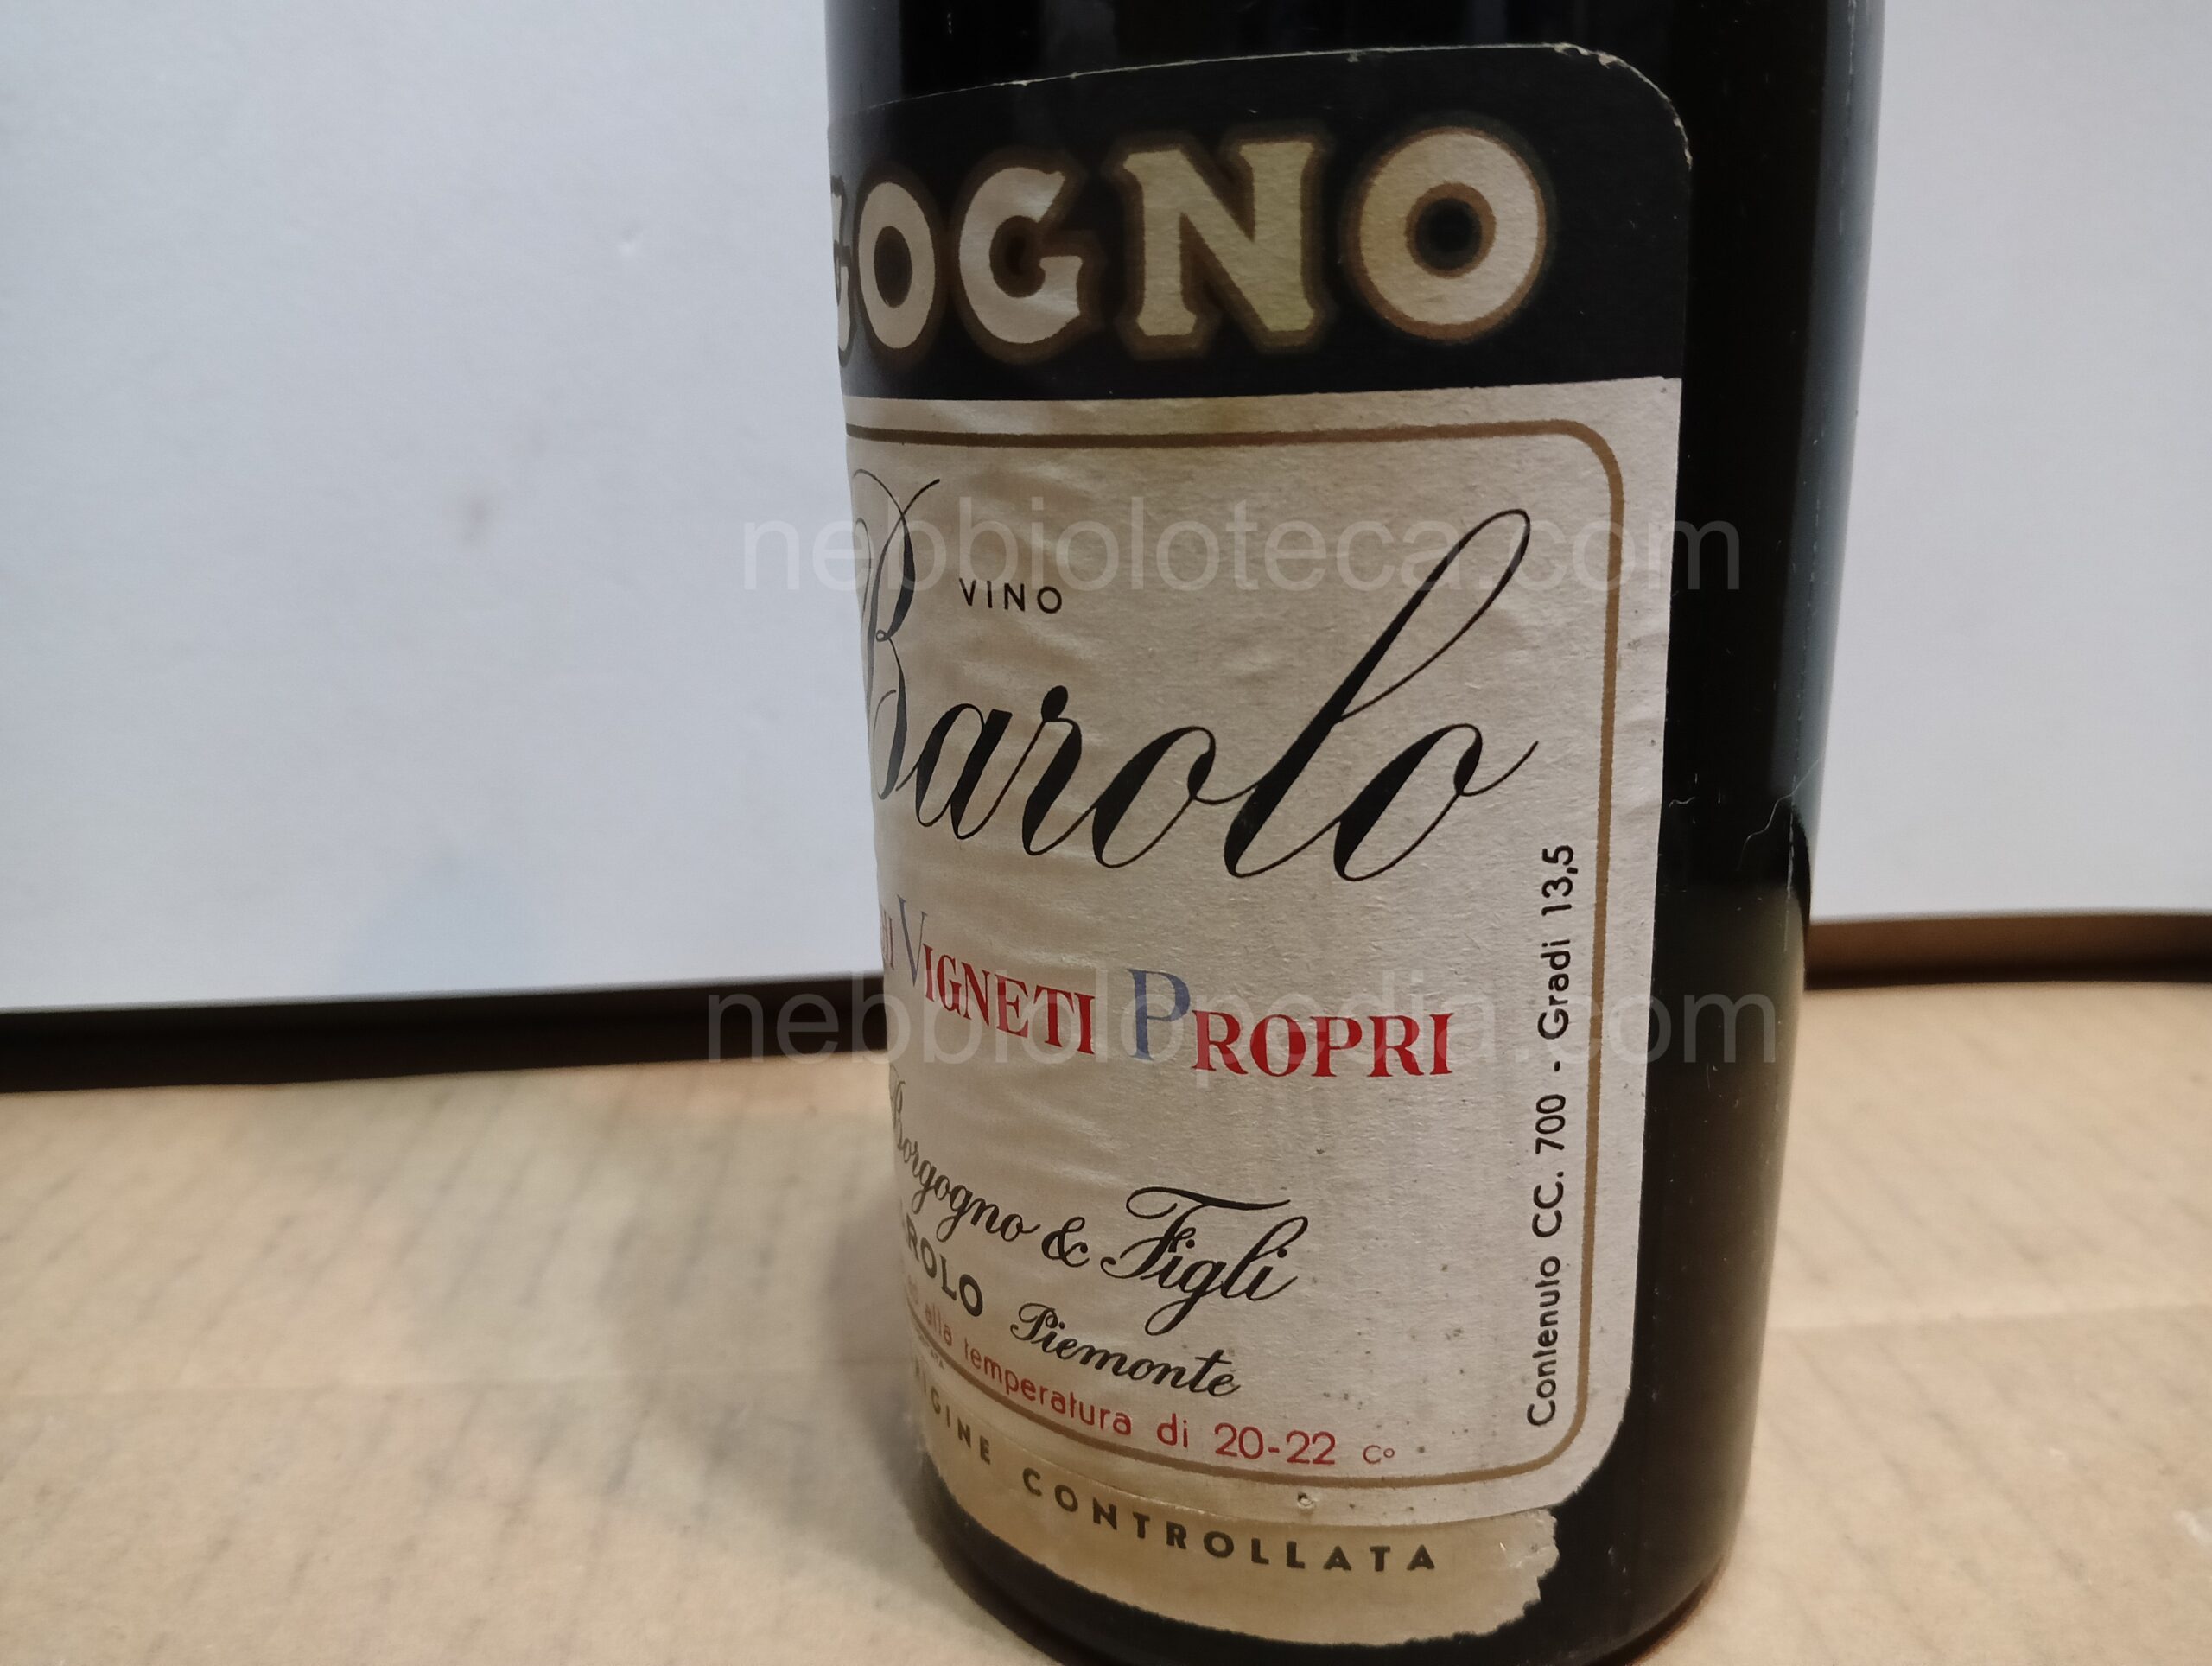 GOGNO
VINO
Barolo
VIGNETI PROPRI
Borgogno & Figli
Piemonte
alla temperatura di 20-22 C°
CONTROLLATA
Contenuto CC. 700 - Gradi 13,5
nebbioloteca.com
nebbiolopedia.com